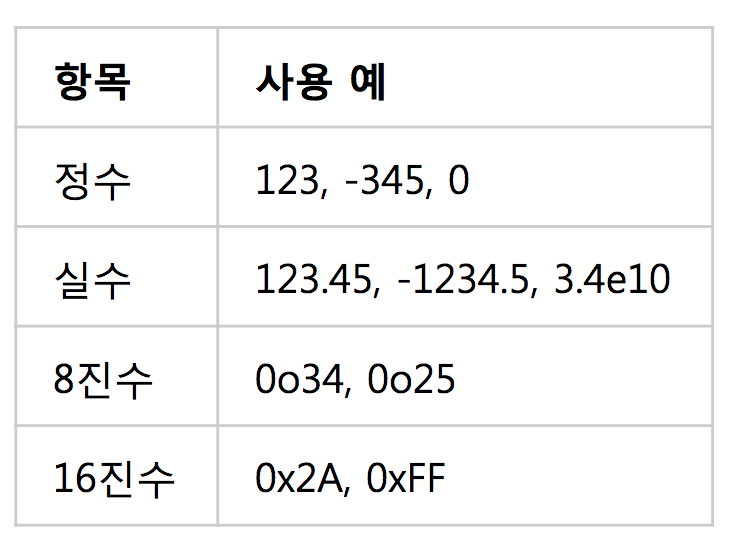 항목 사용 예
정수 123, -345, 0
실수 123.45, -1234.5, 3.4e10
8진수 0o34, 0o25
16진수 0x2A, 0xFF